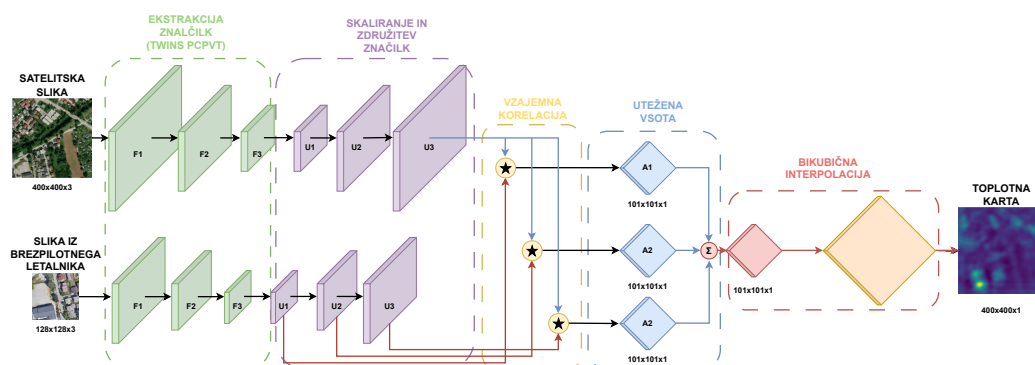 EKSTRAKCIJA
ZNALČILK
(TWINS PCPVT)
SKALIRANJE IN
ZDRUŽITEV
ZNAČILK
VZAJEMNA
KORELACIJA
UTEŽENA
VSOTA
BIKUBIČNA
INTERPOLACIJA
SATELITSKA
SLIKA
400x400x3
F1
F2
F3
U1
U2
U3
A1
101x101x1
TOPLOTNA
KARTA
400x400x1
SLIKA IZ
BREZPILOTNEGA
LETALNIKA
128x128x3
F1
F2
F3
U1
U2
U3
A2
101x101x1
Σ
101x101x1
A2
101x101x1